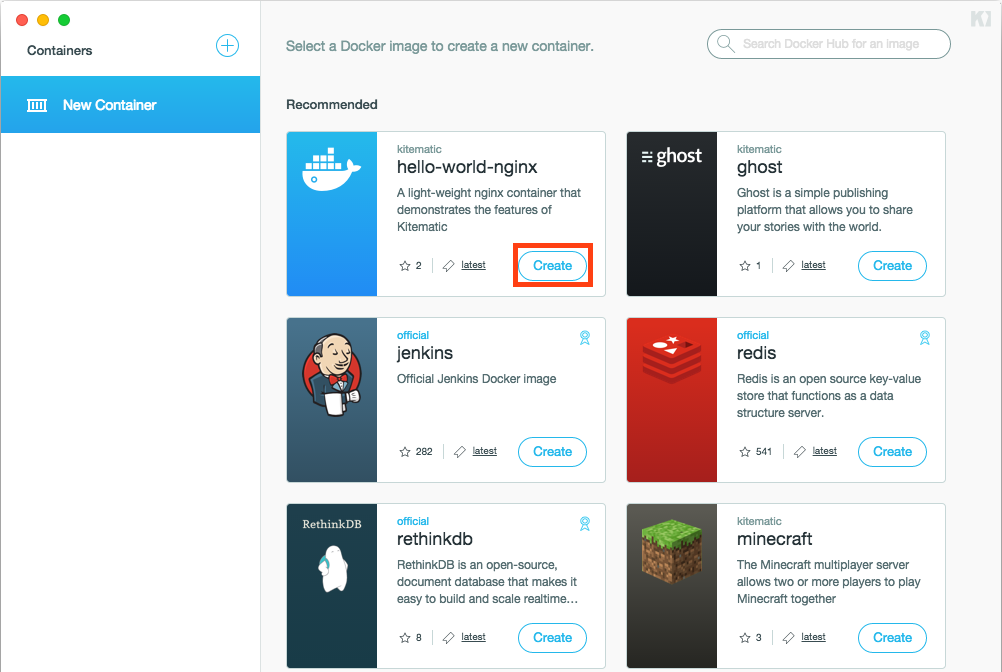 Containers
New Container
Select a Docker image to create a new container.
Search Docker Hub for an image
Recommended
kitematic
hello-world-nginx
A light-weight nginx container that
demonstrates the features of
Kitematic
2
latest
Create
ghost
kitematic
ghost
Ghost is a simple publishing
platform that allows you to share
your stories with the world.
1
latest
Create
official
jenkins
Official Jenkins Docker image
282
latest
Create
official
redis
Redis is an open source key-value
store that functions as a data
structure server.
541
latest
Create
RethinkDB
official
rethinkdb
RethinkDB is an open-source,
document database that makes it
easy to build and scale realtime…
8
latest
Create
kitematic
minecraft
The Minecraft multiplayer server
allows two or more players to play
Minecraft together
3
latest
Create